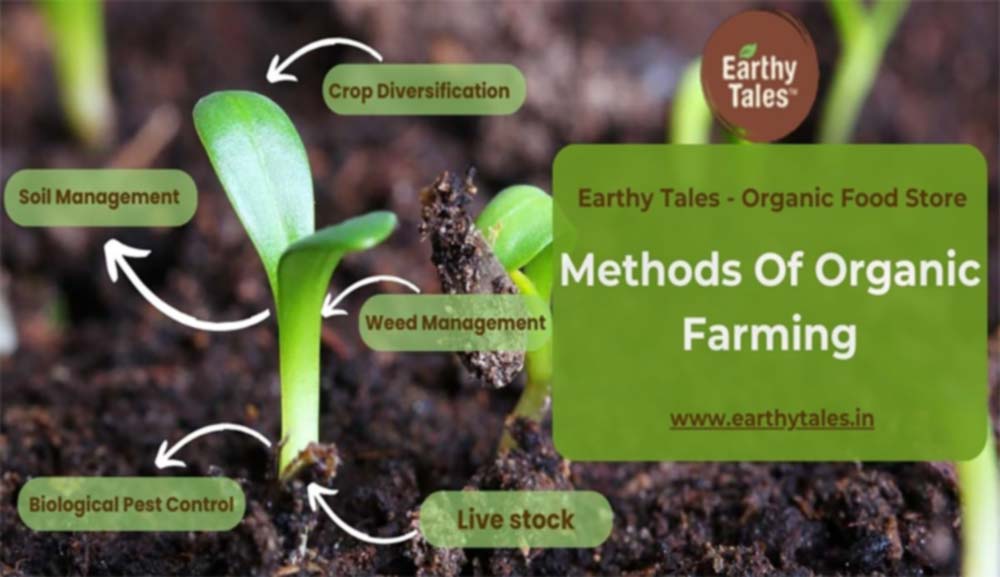 Earthy
Tales™
Crop Diversification
Soil Management
Earthy Tales - Organic Food Store
Methods Of Organic
Farming
Weed Management
www.earthytales.in
Biological Pest Control
Live stock